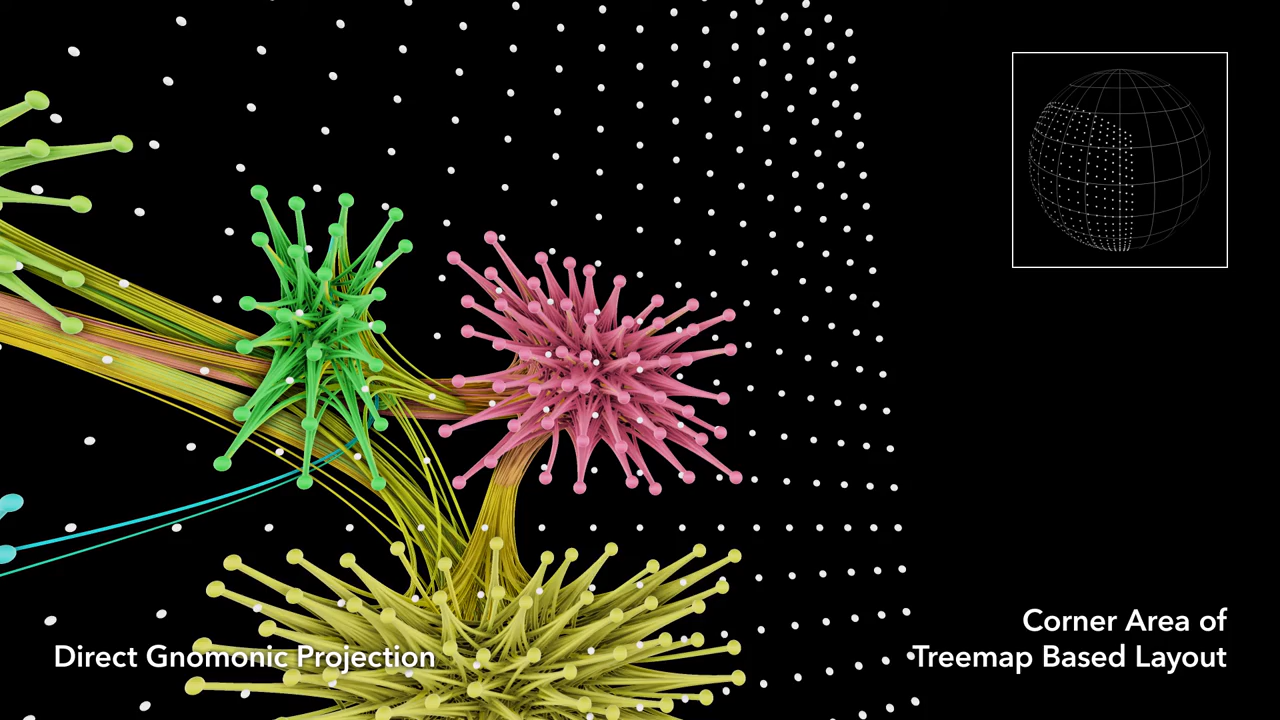 Direct Gnomonic Projection
Corner Area of
Treemap Based Layout